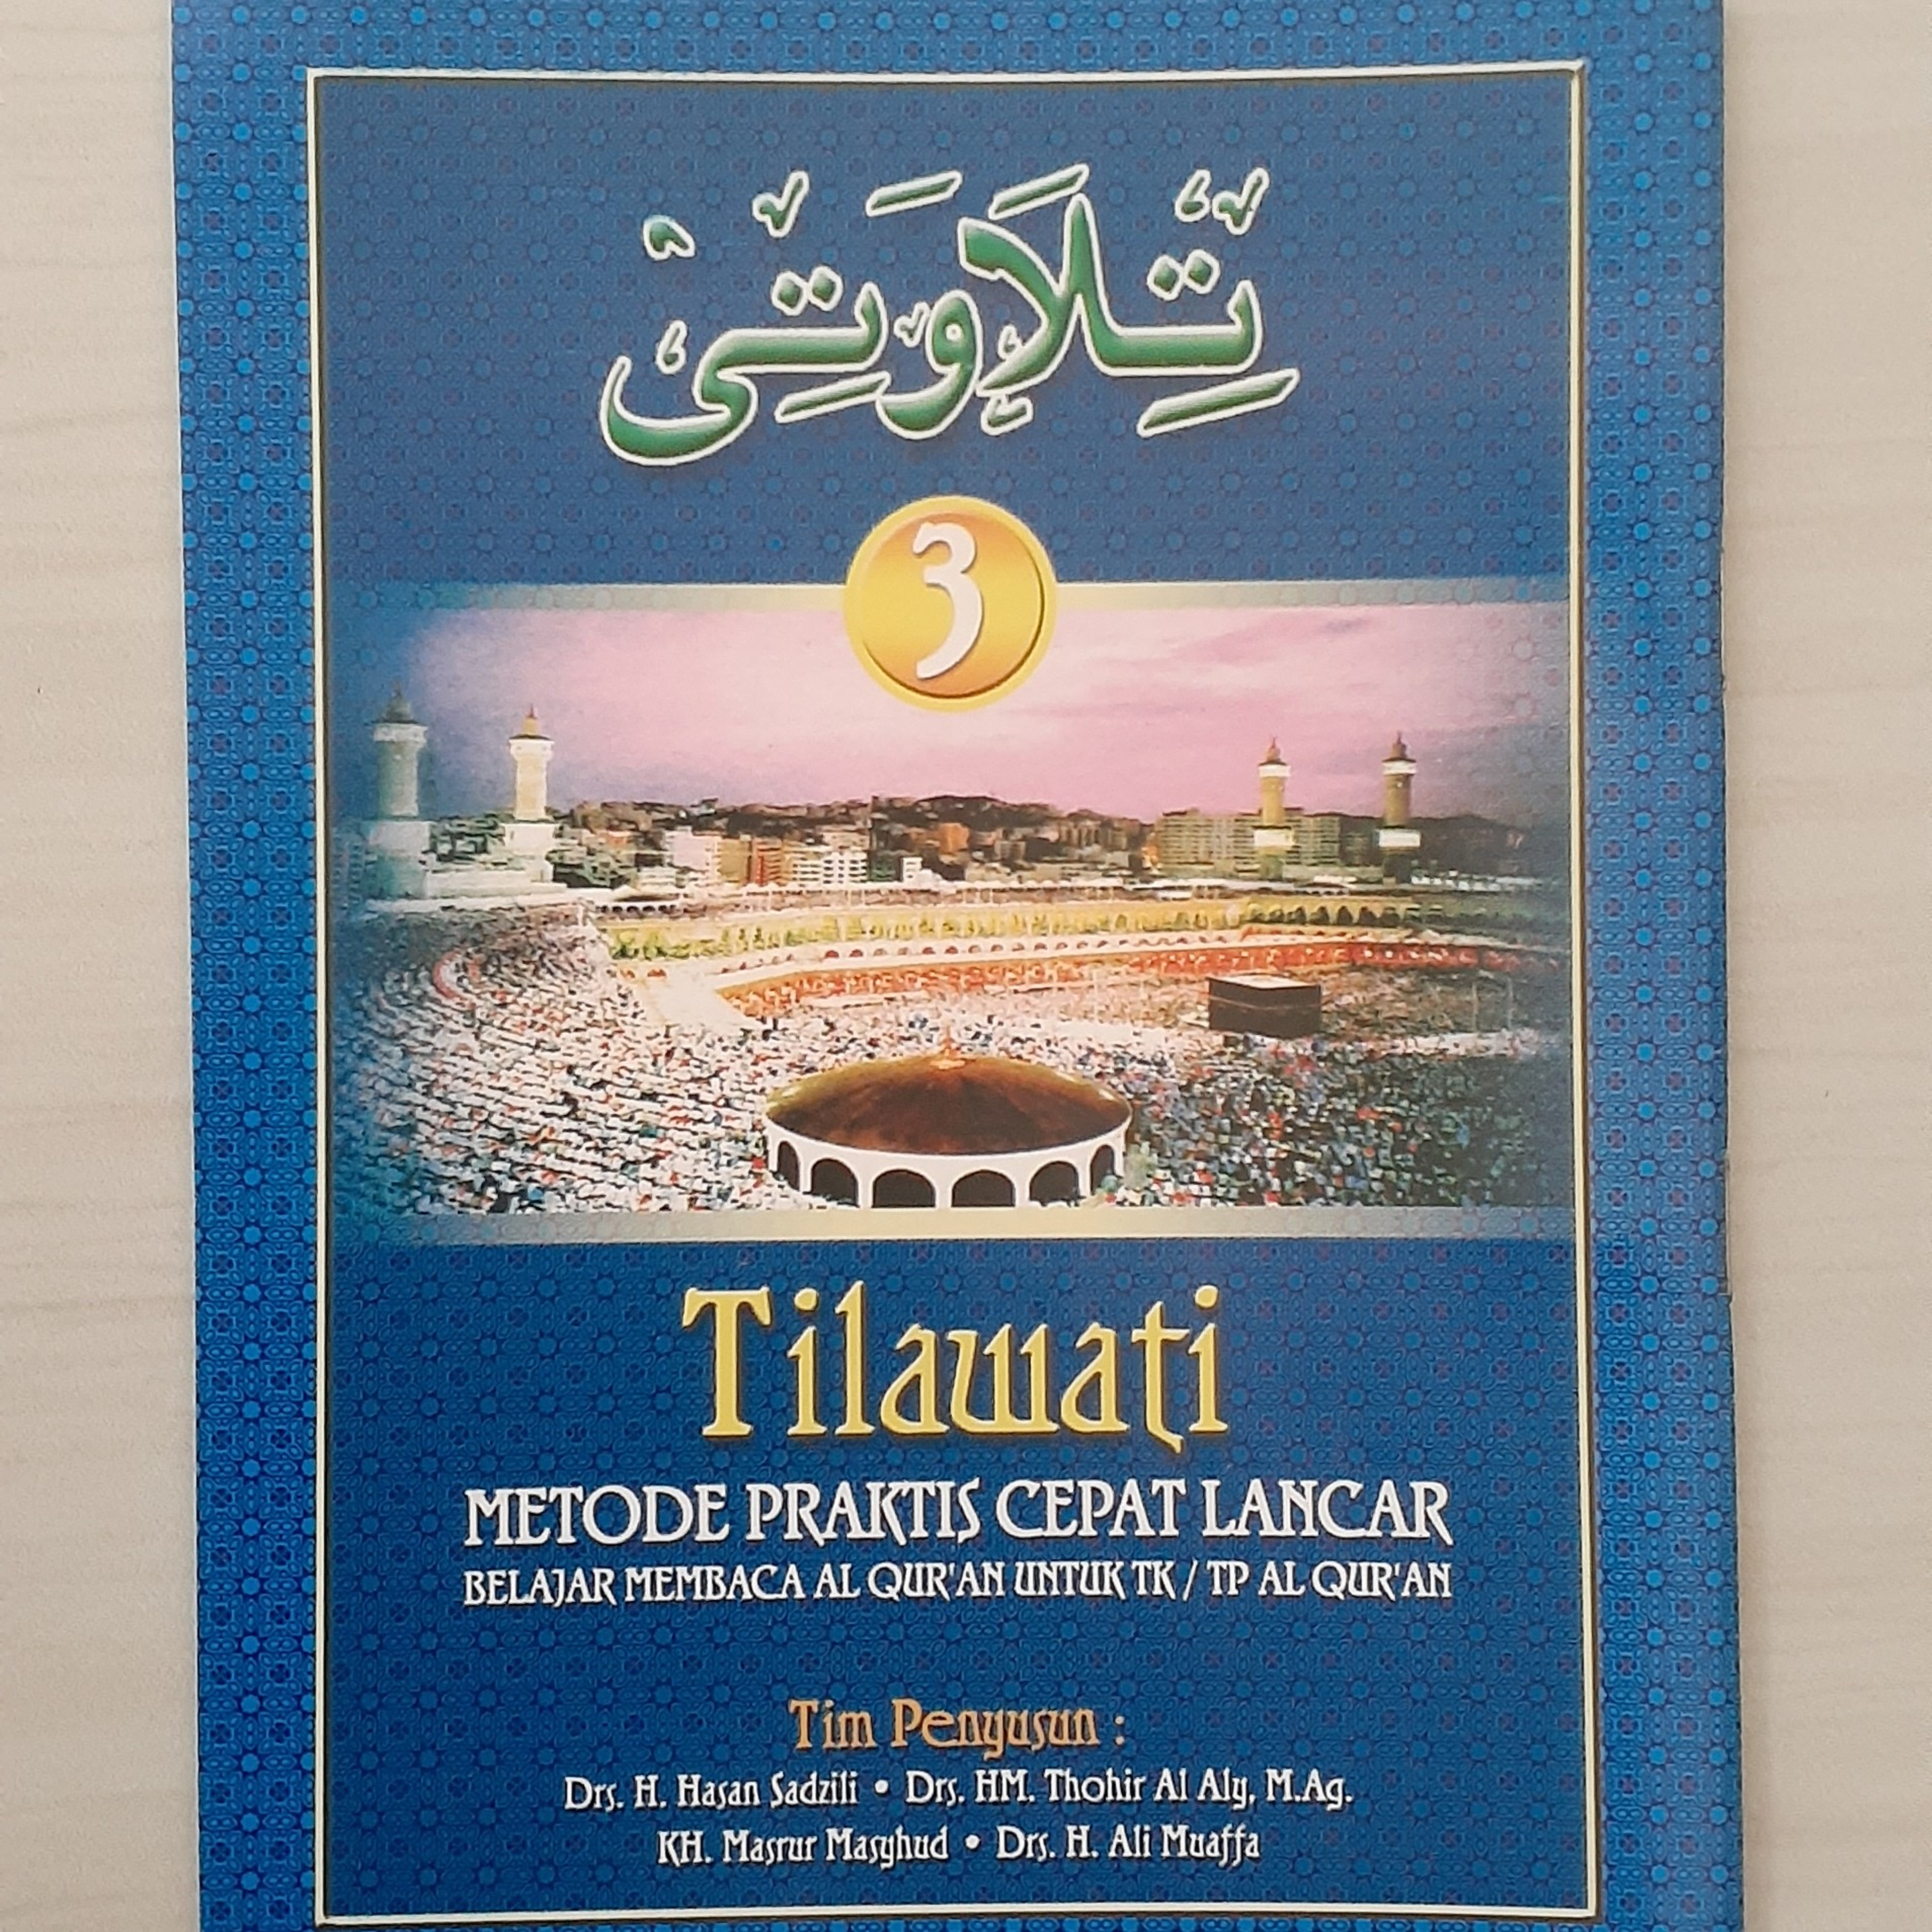 تِلَاوَتِيْ
3
Tilawati
METODE PRAKTIS CEPAT LANCAR
BELAJAR MEMBACA AL QUR'AN UNTUK TK / TP AL QUR'AN
Tim Penyusun :
Drs. H. Hasan Sadzili • Drs. HM. Thohir Al Aly, M.Ag.
KH. Masrur Masyhud • Drs. H. Ali Muaffa